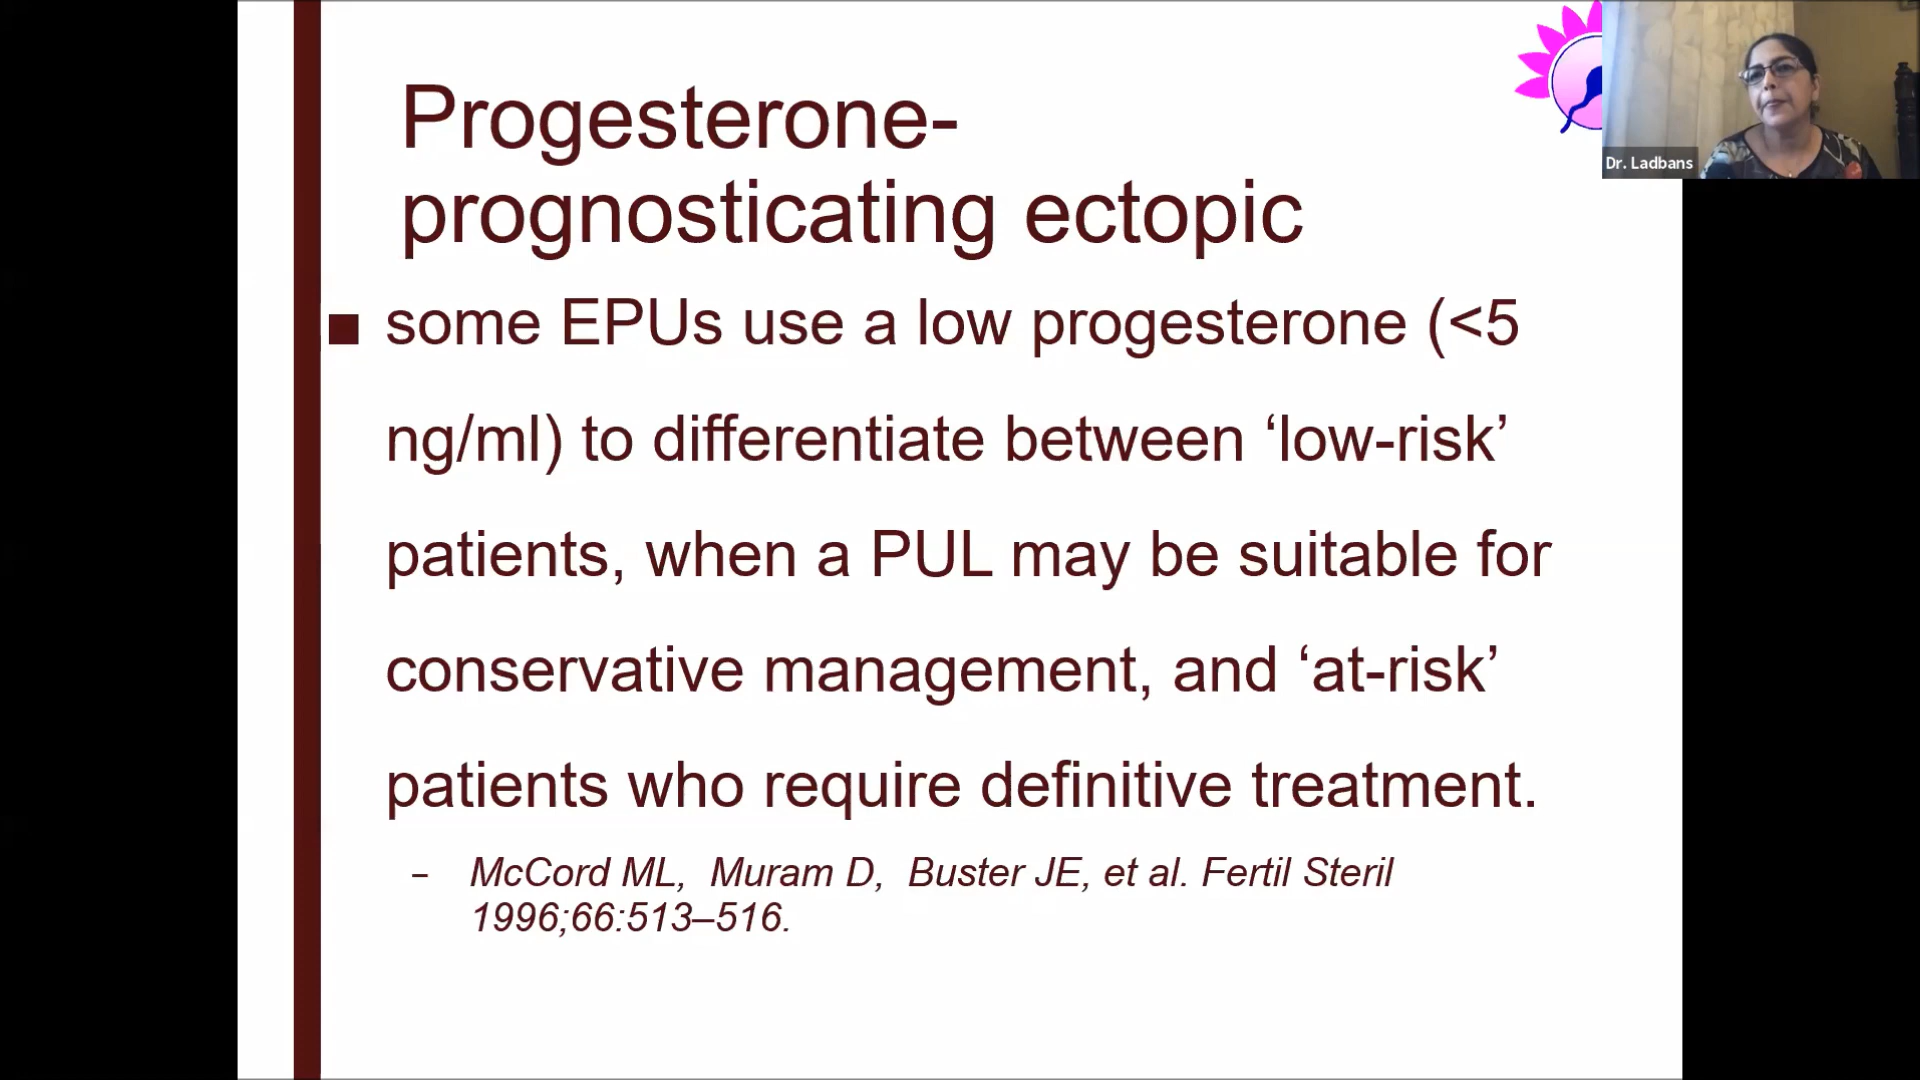 Progesterone-
prognosticating ectopic
■ some EPUs use a low progesterone (<5
ng/ml) to differentiate between ‘low-risk’
patients, when a PUL may be suitable for
conservative management, and ‘at-risk’
patients who require definitive treatment.
– McCord ML, Muram D, Buster JE, et al. Fertil Steril
1996;66:513–516.
Dr. Ladbans